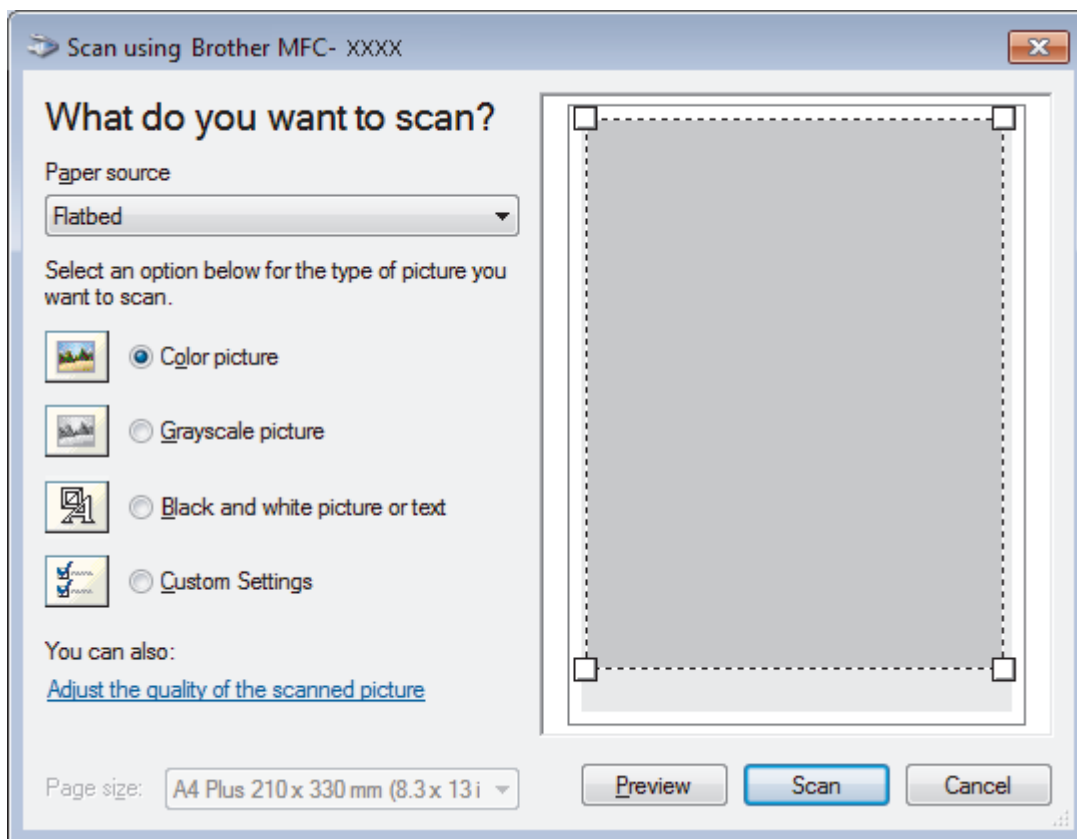 Scan using Brother MFC- XXXX
What do you want to scan?
Paper source
Flatbed
Select an option below for the type of picture you
want to scan.
Color picture
Grayscale picture
Black and white picture or text
Custom Settings
You can also:
Adjust the quality of the scanned picture
Page size:
A4 Plus 210 x 330 mm (8.3 x 13 i
Preview
Scan
Cancel